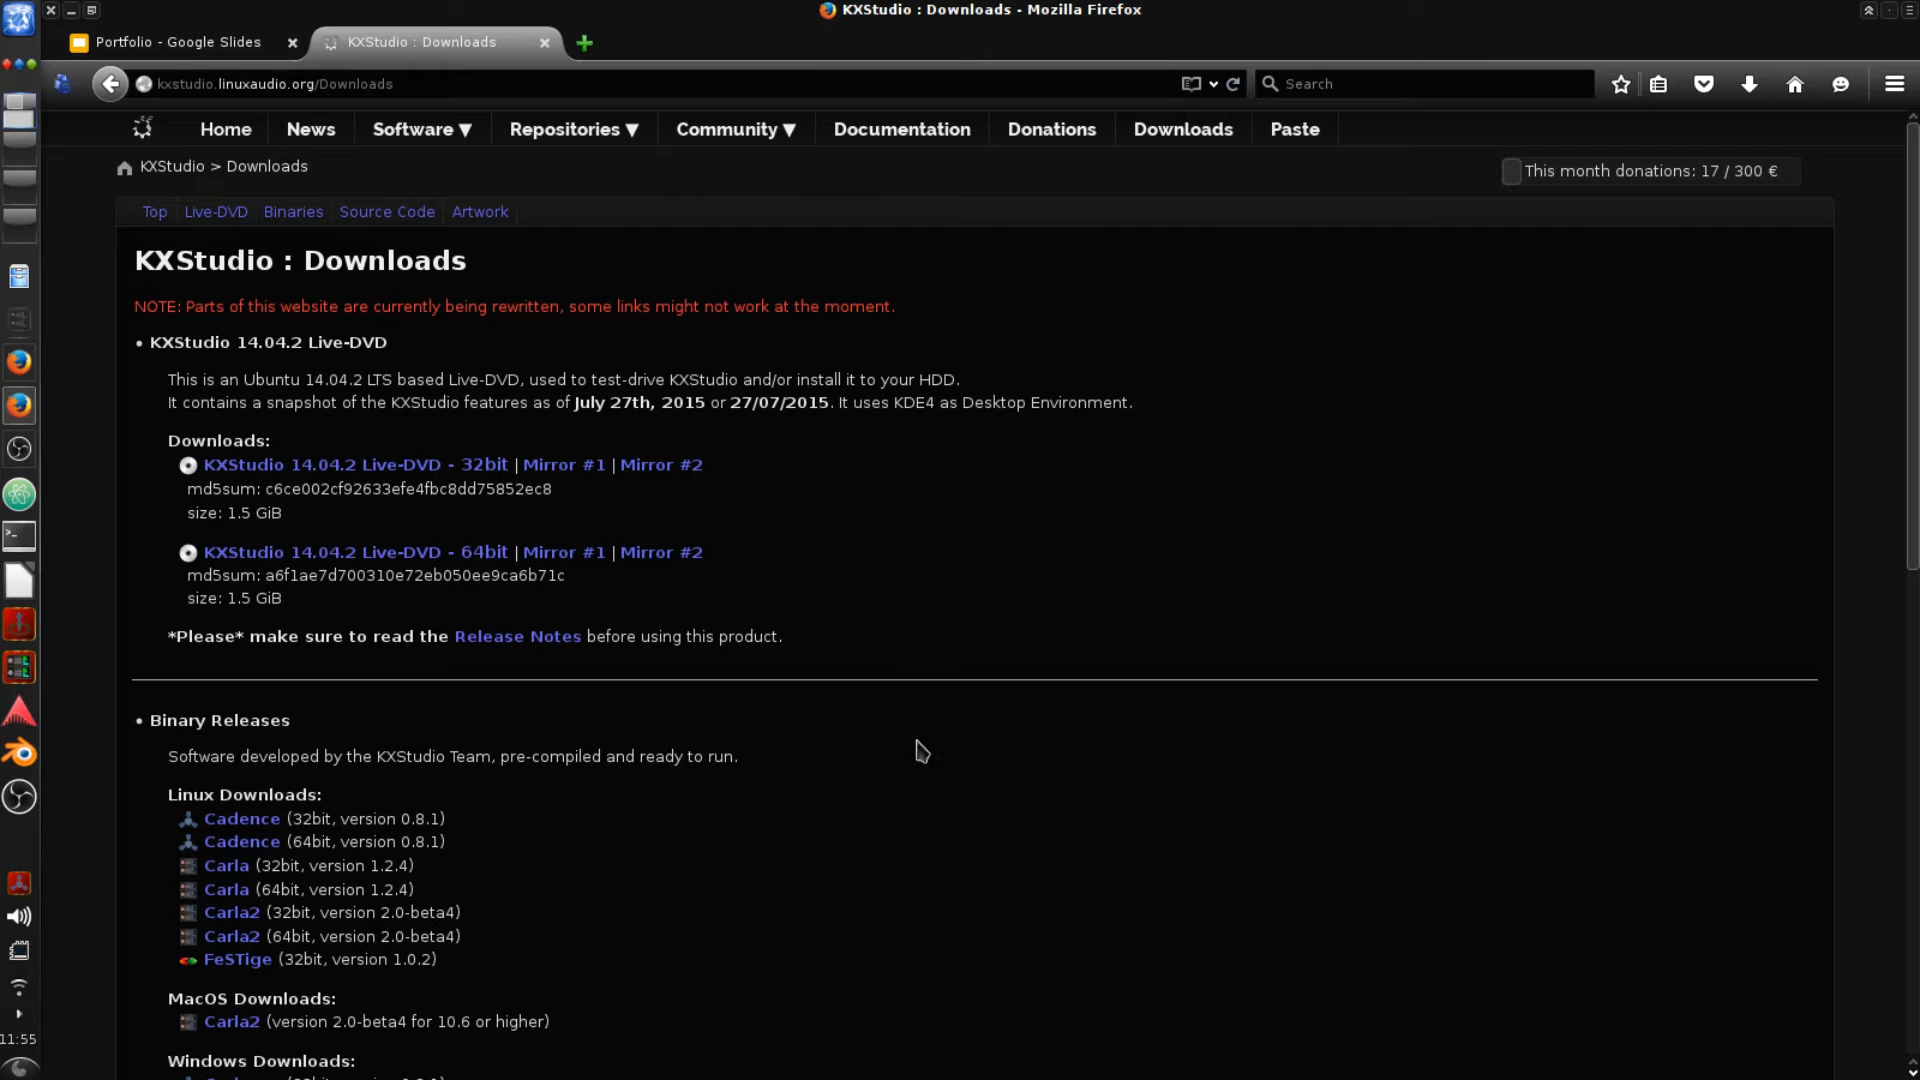 KXStudio : Downloads - Mozilla Firefox
Portfolio - Google Slides
KXStudio : Downloads
kxstudio.linuxaudio.org/Downloads
Search
Home
News
Software ▼
Repositories ▼
Community ▼
Documentation
Donations
Downloads
Paste
KXStudio > Downloads
This month donations: 17 / 300 €
Top
Live-DVD
Binaries
Source Code
Artwork
KXStudio : Downloads
NOTE: Parts of this website are currently being rewritten, some links might not work at the moment.
• KXStudio 14.04.2 Live-DVD
This is an Ubuntu 14.04.2 LTS based Live-DVD, used to test-drive KXStudio and/or install it to your HDD.
It contains a snapshot of the KXStudio features as of July 27th, 2015 or 27/07/2015. It uses KDE4 as Desktop Environment.
Downloads:
KXStudio 14.04.2 Live-DVD - 32bit | Mirror #1 | Mirror #2
md5sum: c6ce002cf92633efe4fbc8dd75852ec8
size: 1.5 GiB
KXStudio 14.04.2 Live-DVD - 64bit | Mirror #1 | Mirror #2
md5sum: a6f1ae7d700310e72eb050ee9ca6b71c
size: 1.5 GiB
*Please* make sure to read the Release Notes before using this product.
• Binary Releases
Software developed by the KXStudio Team, pre-compiled and ready to run.
Linux Downloads:
Cadence (32bit, version 0.8.1)
Cadence (64bit, version 0.8.1)
Carla (32bit, version 1.2.4)
Carla (64bit, version 1.2.4)
Carla2 (32bit, version 2.0-beta4)
Carla2 (64bit, version 2.0-beta4)
FeSTige (32bit, version 1.0.2)
MacOS Downloads:
Carla2 (version 2.0-beta4 for 10.6 or higher)
11:55
Windows Downloads: